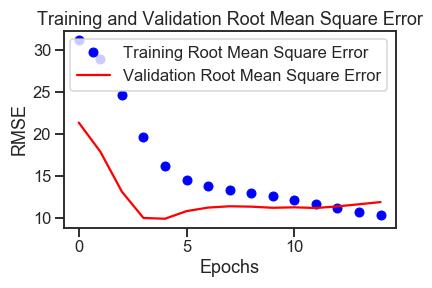 Training and Validation Root Mean Square Error
30
25
20
15
10
RMSE
Training Root Mean Square Error
Validation Root Mean Square Error
0
5
10
Epochs